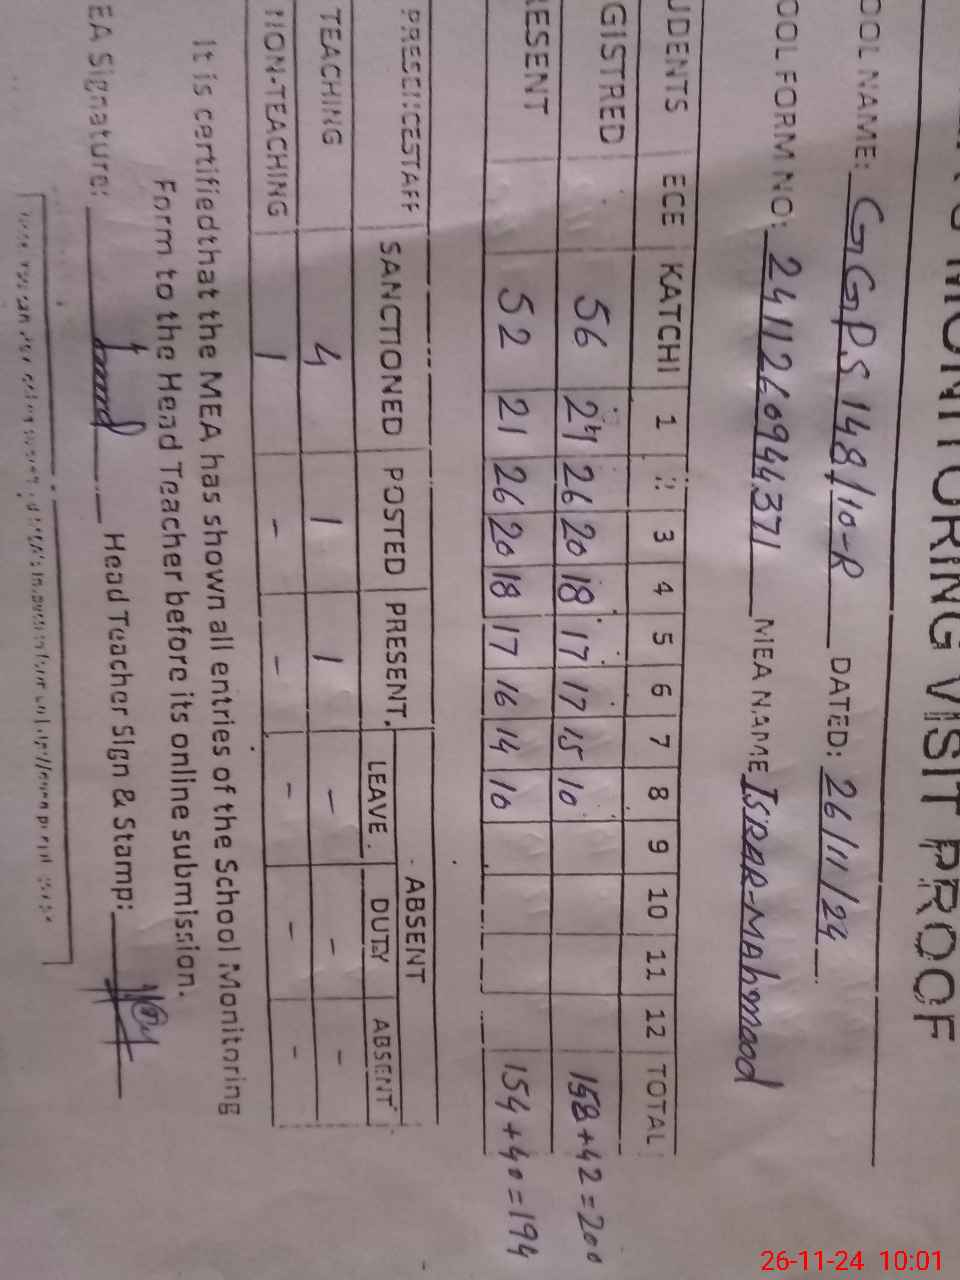 MONITORING VISIT PROOF
OOL NAME: GGPS 148/10-R DATED: 26/11/24
OOL FORM NO: 241126094437 1 MEA NAME ISRAR-Mahmood
UDENTS ECE KATCHI 1 3 4 5 6 7 8 9 10 11 12 TOTAL
GISTRED 56 26 20 18 17 17 15 10 158+42=200
RESENT 52 21 26 20 18 17 16 14 10 154+40=194
PRESENCESTAFF SANCTIONED POSTED PRESENT ABSENT
LEAVE DUTY ABSENT
TEACHING 4 1 1 - - -
NON-TEACHING 1 - - - - -
It is certified that the MEA has shown all entries of the School Monitoring
Form to the Head Teacher before its online submission.
EA Signature: Head Teacher Sign & Stamp:
26-11-24 10:01